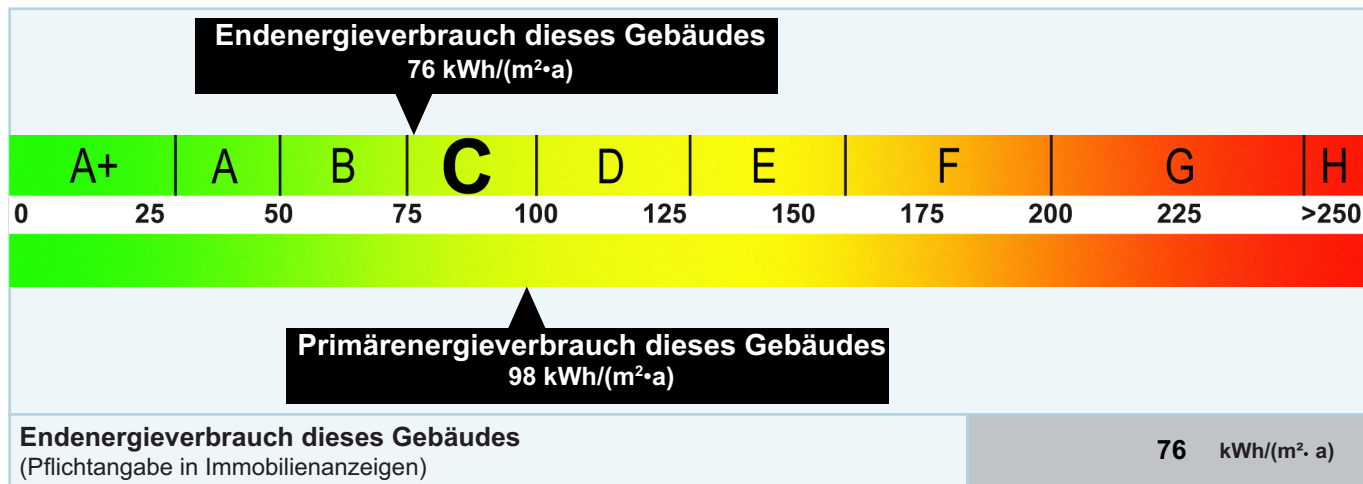 Endenergieverbrauch dieses Gebäudes
76 kWh/(m²•a)
A+ A B C D E F G H
0 25 50 75 100 125 150 175 200 225 >250
Primärenergieverbrauch dieses Gebäudes
98 kWh/(m²•a)
Endenergieverbrauch dieses Gebäudes
(Pflichtangabe in Immobilienanzeigen)
76 kWh/(m²· a)